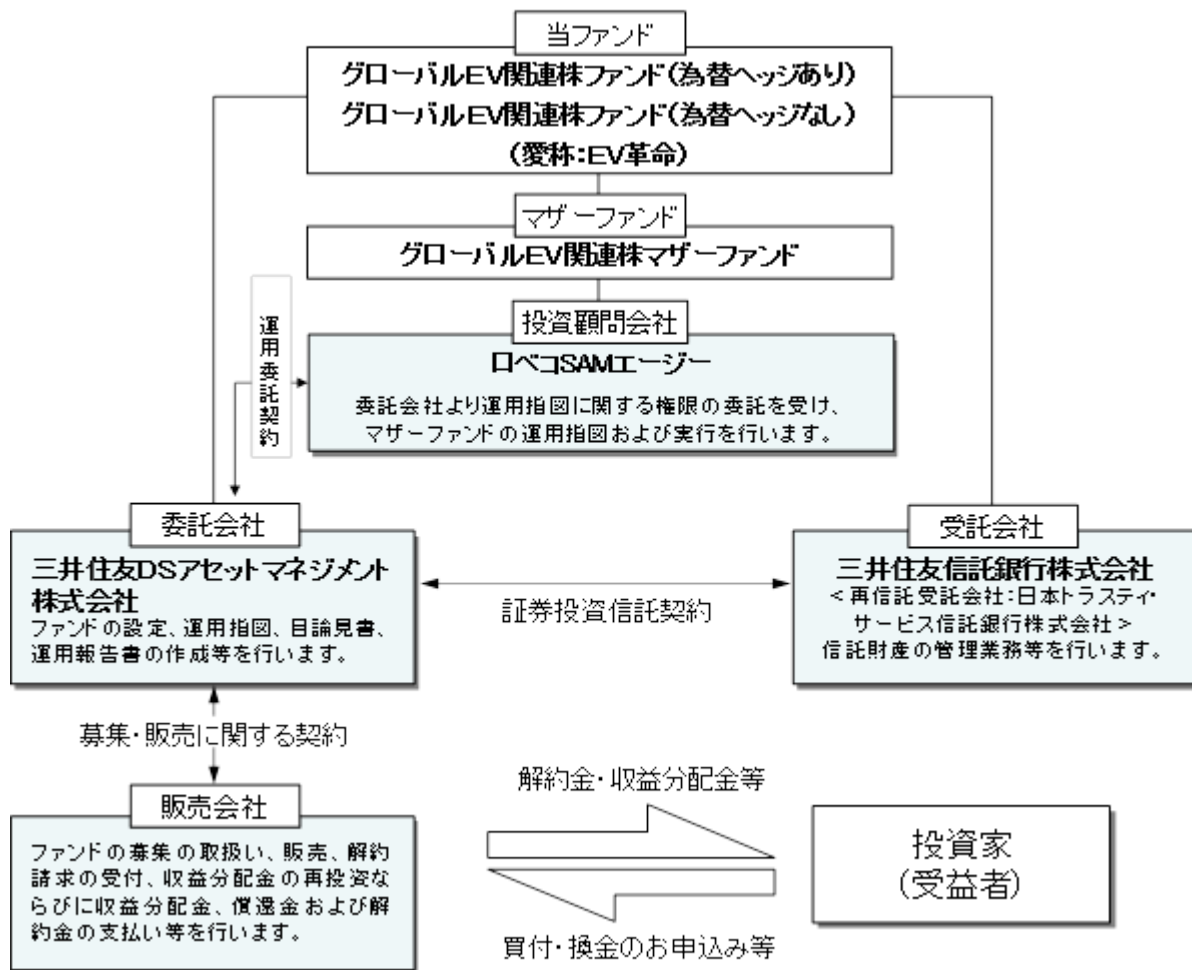 当ファンド
グローバルEV関連株ファンド(為替ヘッジあり)
グローバルEV関連株ファンド(為替ヘッジなし)
(愛称:EV革命)
マザーファンド
グローバルEV関連株マザーファンド
運用委託契約
投資顧問会社
ロベコSAMエージー
委託会社より運用指図に関する権限の委託を受け、
マザーファンドの運用指図および実行を行います。
委託会社
三井住友DSアセットマネジメント
株式会社
ファンドの設定、運用指図、目論見書、
運用報告書の作成等を行います。
証券投資信託契約
受託会社
三井住友信託銀行株式会社
<再信託受託会社:日本トラスティ・
サービス信託銀行株式会社>
信託財産の管理業務等を行います。
募集・販売に関する契約
販売会社
ファンドの募集の取扱い、販売、解約
請求の受付、収益分配金の再投資な
らびに収益分配金、償還金および解
約金の支払い等を行います。
解約金・収益分配金等
買付・換金のお申込み等
投資家
(受益者)